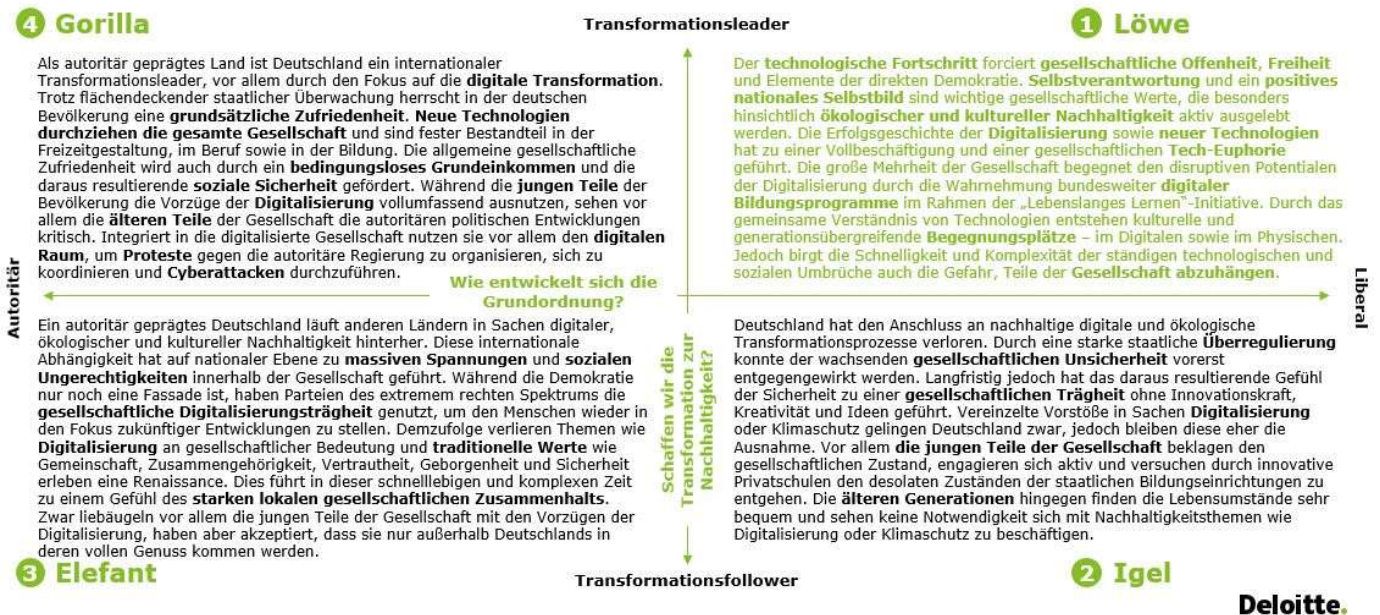 4 Gorilla
Transformationsleader
1 Löwe
Als autoritär geprägtes Land ist Deutschland ein internationaler
Transformationsleader, vor allem durch den Fokus auf die digitale Transformation.
Trotz flächendeckender staatlicher Überwachung herrscht in der deutschen
Bevölkerung eine grundsätzliche Zufriedenheit. Neue Technologien
durchziehen die gesamte Gesellschaft und sind fester Bestandteil in der
Freizeitgestaltung, im Beruf sowie in der Bildung. Die allgemeine gesellschaftliche
Zufriedenheit wird auch durch ein bedingungsloses Grundeinkommen und die
daraus resultierende soziale Sicherheit gefördert. Während die jungen Teile der
Bevölkerung die Vorzüge der Digitalisierung vollumfassend ausnutzen, sehen vor
allem die älteren Teile der Gesellschaft die autoritären politischen Entwicklungen
kritisch. Integriert in die digitalisierte Gesellschaft nutzen sie vor allem den digitalen
Raum, um Proteste gegen die autoritäre Regierung zu organisieren, sich zu
koordinieren und Cyberattacken durchzuführen.
Der technologische Fortschritt forciert gesellschaftliche Offenheit, Freiheit
und Elemente der direkten Demokratie. Selbstverantwortung und ein positives
nationales Selbstbild sind wichtige gesellschaftliche Werte, die besonders
hinsichtlich ökologischer und kultureller Nachhaltigkeit aktiv ausgelebt
werden. Die Erfolgsgeschichte der Digitalisierung sowie neuer Technologien
hat zu einer Vollbeschäftigung und einer gesellschaftlichen Tech-Euphorie
geführt. Die große Mehrheit der Gesellschaft begegnet den disruptiven Potentialen
der Digitalisierung durch die Wahrnehmung bundesweiter digitaler
Bildungsprogramme im Rahmen der „Lebenslanges Lernen“-Initiative. Durch das
gemeinsame Verständnis von Technologien entstehen kulturelle und
generationsübergreifende Begegnungsplätze – im Digitalen sowie im Physischen.
Jedoch birgt die Schnelligkeit und Komplexität der ständigen technologischen und
sozialen Umbrüche auch die Gefahr, Teile der Gesellschaft abzuhängen.
Autoritär
Wie entwickelt sich die
Grundordnung?
Liberal
Ein autoritär geprägtes Deutschland läuft anderen Ländern in Sachen digitaler,
ökologischer und kultureller Nachhaltigkeit hinterher. Diese internationale
Abhängigkeit hat auf nationaler Ebene zu massiven Spannungen und sozialen
Ungerechtigkeiten innerhalb der Gesellschaft geführt. Während die Demokratie
nur noch eine Fassade ist, haben Parteien des extremem rechten Spektrums die
gesellschaftliche Digitalisierungsträgheit genutzt, um den Menschen wieder in
den Fokus zukünftiger Entwicklungen zu stellen. Demzufolge verlieren Themen wie
Digitalisierung an gesellschaftlicher Bedeutung und traditionelle Werte wie
Gemeinschaft, Zusammengehörigkeit, Vertrautheit, Geborgenheit und Sicherheit
erleben eine Renaissance. Dies führt in dieser schnelllebigen und komplexen Zeit
zu einem Gefühl des starken lokalen gesellschaftlichen Zusammenhalts.
Zwar liebäugeln vor allem die jungen Teile der Gesellschaft mit den Vorzügen der
Digitalisierung, haben aber akzeptiert, dass sie nur außerhalb Deutschlands in
deren vollen Genuss kommen werden.
Schaffen wir die
Transformation zur
Nachhaltigkeit?
Deutschland hat den Anschluss an nachhaltige digitale und ökologische
Transformationsprozesse verloren. Durch eine starke staatliche Überregulierung
konnte der wachsenden gesellschaftlichen Unsicherheit vorerst
entgegengewirkt werden. Langfristig jedoch hat das daraus resultierende Gefühl
der Sicherheit zu einer gesellschaftlichen Trägheit ohne Innovationskraft,
Kreativität und Ideen geführt. Vereinzelte Vorstöße in Sachen Digitalisierung
oder Klimaschutz gelingen Deutschland zwar, jedoch bleiben diese eher die
Ausnahme. Vor allem die jungen Teile der Gesellschaft beklagen den
gesellschaftlichen Zustand, engagieren sich aktiv und versuchen durch innovative
Privatschulen den desolaten Zuständen der staatlichen Bildungseinrichtungen zu
entgehen. Die älteren Generationen hingegen finden die Lebensumstände sehr
bequem und sehen keine Notwendigkeit sich mit Nachhaltigkeitsthemen wie
Digitalisierung oder Klimaschutz zu beschäftigen.
3 Elefant
Transformationsfollower
2 Igel
Deloitte.